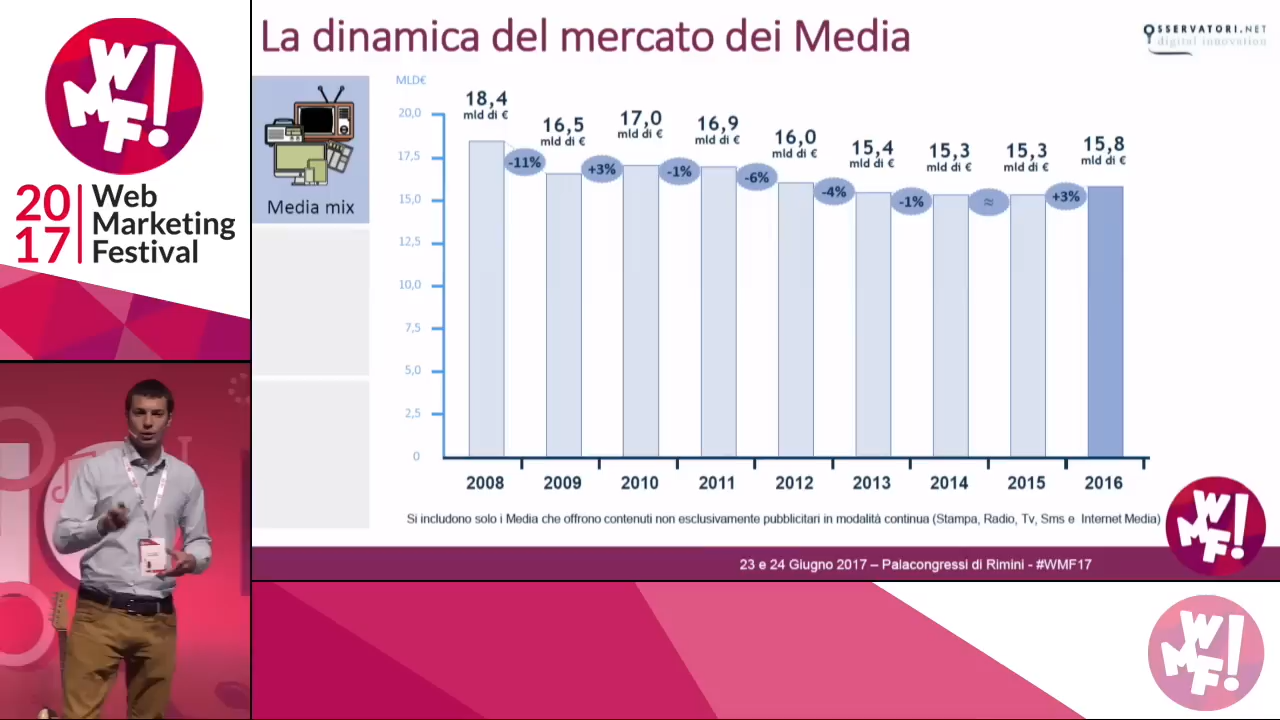 La dinamica del mercato dei Media
OSSERVATORI.NET
digital innovation
WMF!
2017
Web
Marketing
Festival
Media mix
MLD€
20,0
17,5
15,0
12,5
10,0
7,5
5,0
2,5
0
18,4
mld di €
16,5
mld di €
17,0
mld di €
16,9
mld di €
16,0
mld di €
15,4
mld di €
15,3
mld di €
15,3
mld di €
15,8
mld di €
-11%
+3%
-1%
-6%
-4%
-1%
≈
+3%
2008 2009 2010 2011 2012 2013 2014 2015 2016
Si includono solo i Media che offrono contenuti non esclusivamente pubblicitari in modalità continua (Stampa, Radio, Tv, Sms e Internet Media)
WMF!
23 e 24 Giugno 2017 – Palacongressi di Rimini - #WMF17
WMF!